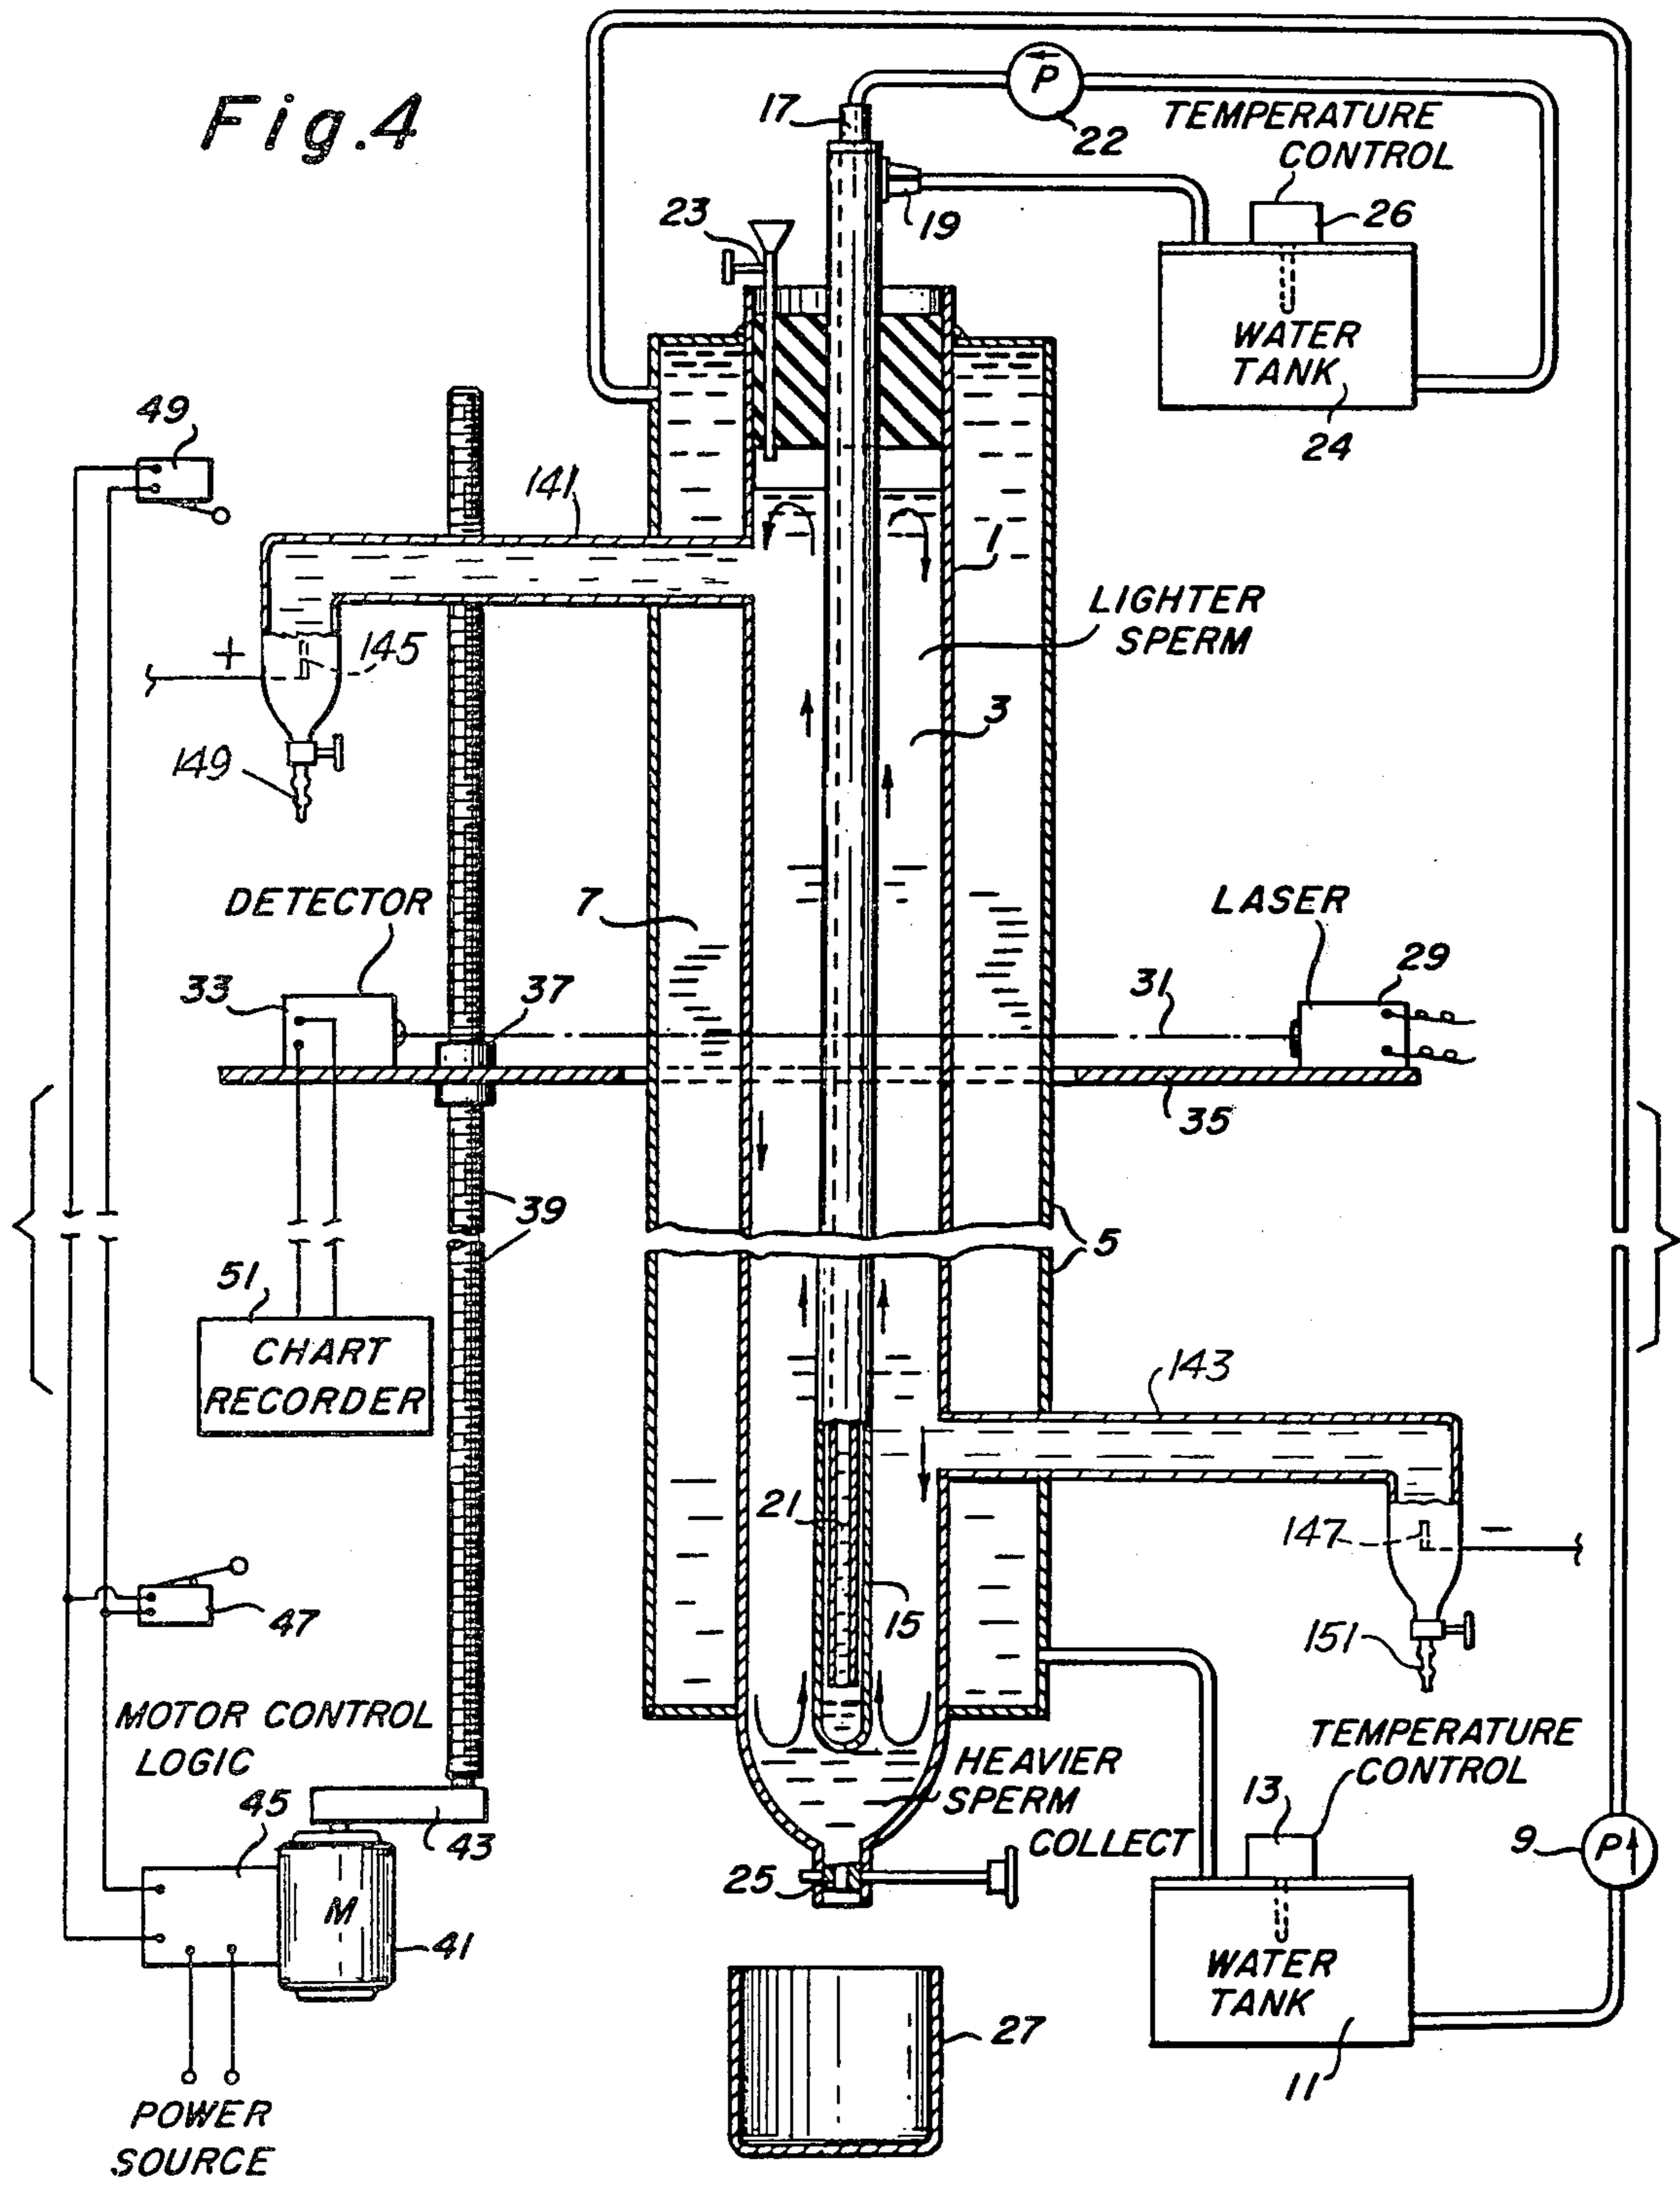 Fig.4
17
P
22
TEMPERATURE
CONTROL
23
19
26
WATER
TANK
24
49
141
1
LIGHTER
SPERM
+
145
3
149
DETECTOR
7
LASER
33
37
31
29
35
39
5
51
CHART
RECORDER
143
21
147
−
15
47
151
MOTOR CONTROL
LOGIC
HEAVIER
SPERM
TEMPERATURE
CONTROL
45
43
COLLECT
13
9
P
25
M
41
WATER
TANK
27
11
POWER
SOURCE